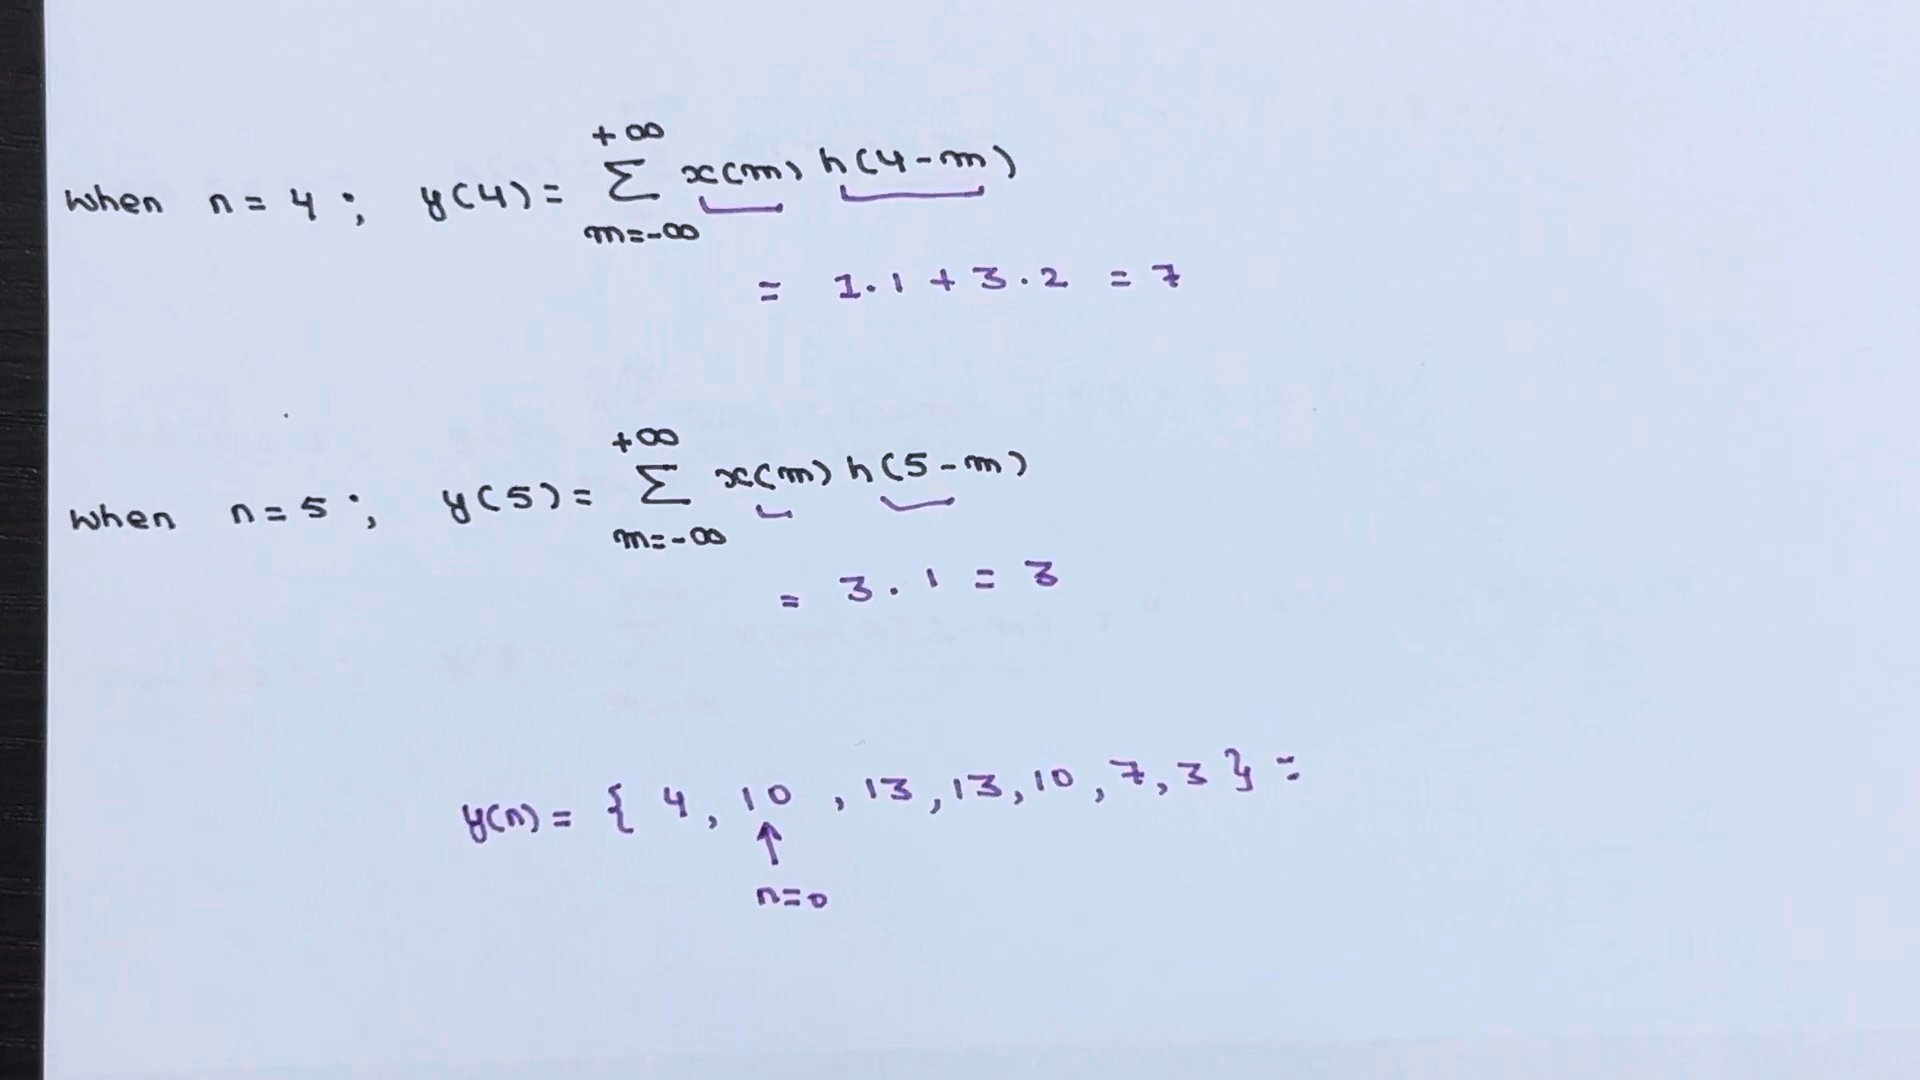 +∞
when n = 4 ; y(4) = Σ x(m) h(4-m)
m=-∞
= 1.1 + 3.2 = 7
+∞
when n = 5 ; y(5) = Σ x(m) h(5-m)
m=-∞
= 3.1 = 3
y(n) = { 4, 10, 13, 13, 10, 7, 3 } =
↑
n=0